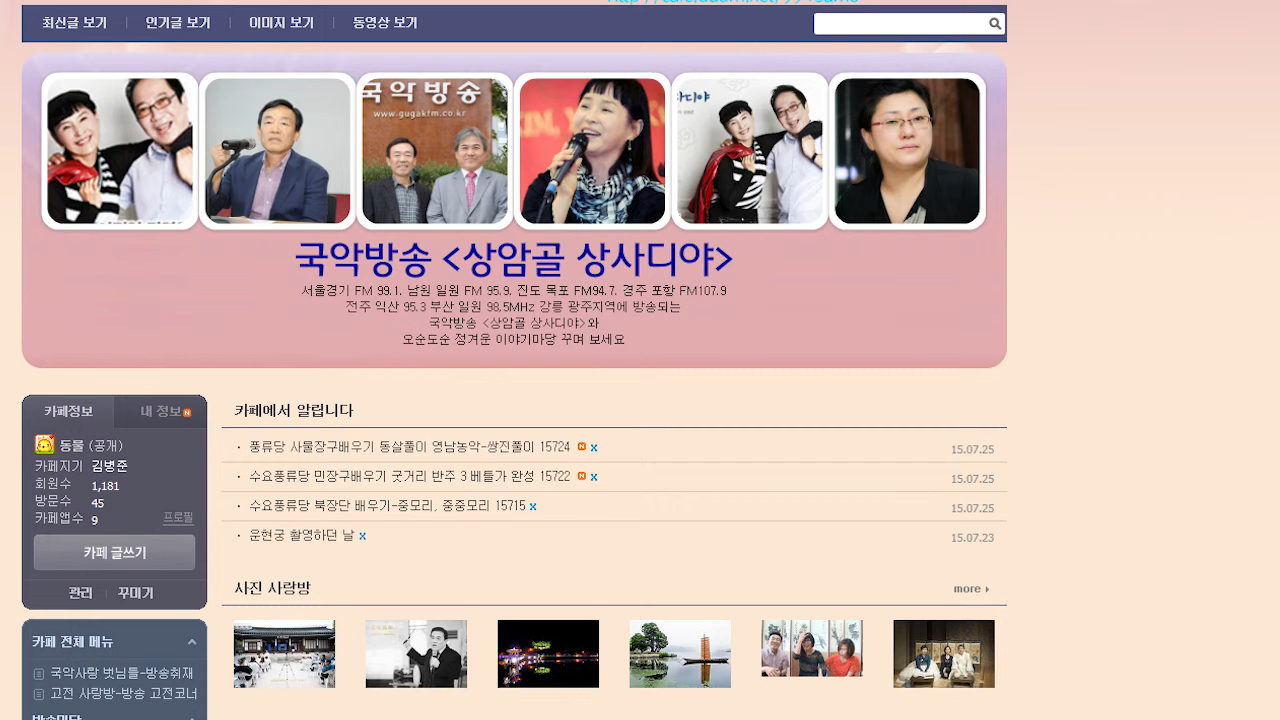 최신글 보기 | 인기글 보기 | 이미지 보기 | 동영상 보기
국악방송
www.gugakfm.co.kr
국악방송 <상암골 상사디야>
서울경기 FM 99.1, 남원 일원 FM 95.9, 진도 목포 FM94.7, 경주 포항 FM107.9
전주 익산 95.3 부산 일원 98.5MHz 강릉 광주지역에 방송되는
국악방송 <상암골 상사디야>와
오순도순 정겨운 이야기마당 꾸며 보세요
카페정보
내 정보 N
동물 (공개)
카페지기 김병준
회원수 1,181
방문수 45
카페앱수 9
프로필
카페 글쓰기
관리 | 꾸미기
카페 전체 메뉴
국악사랑 벗님들-방송취재
고전 사랑방-방송 고전코너
카페에서 알립니다
· 풍류당 사물장구배우기 동살풀이 영남농악-쌍진풀이 15724 N x 15.07.25
· 수요풍류당 민장구배우기 굿거리 반주 3 베틀가 완성 15722 N x 15.07.25
· 수요풍류당 북장단 배우기-중모리, 중중모리 15715 x 15.07.25
· 운현궁 촬영하던 날 x 15.07.23
사진 사랑방
more